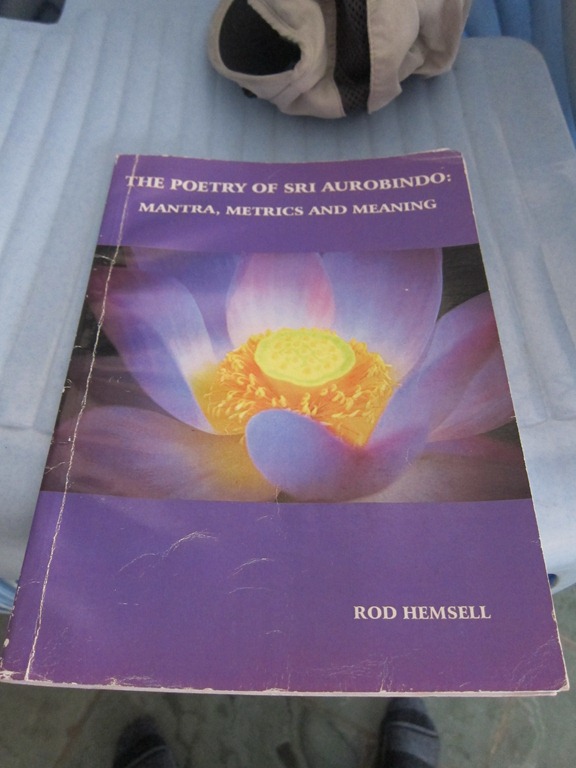 THE POETRY OF SRI AUROBINDO:
MANTRA, METRICS AND MEANING
ROD HEMSELL